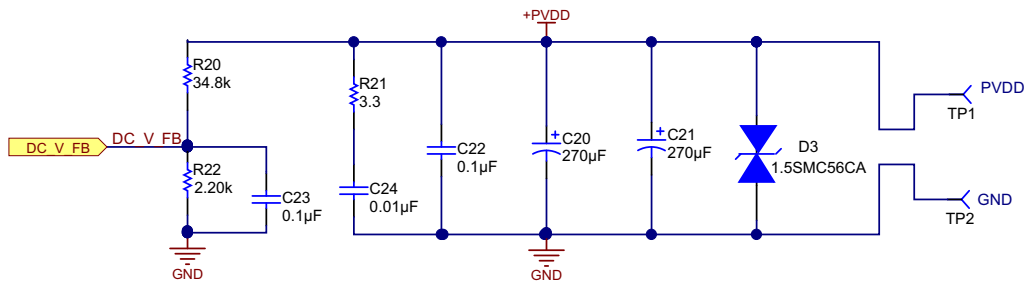 +PVDD
R20
34.8k
R21
3.3
PVDD
TP1
DC_V_FB
DC_V_FB
R22
2.20k
C23
0.1µF
C24
0.01µF
C22
0.1µF
C20
270µF
C21
270µF
D3
1.5SMC56CA
GND
TP2
GND
GND